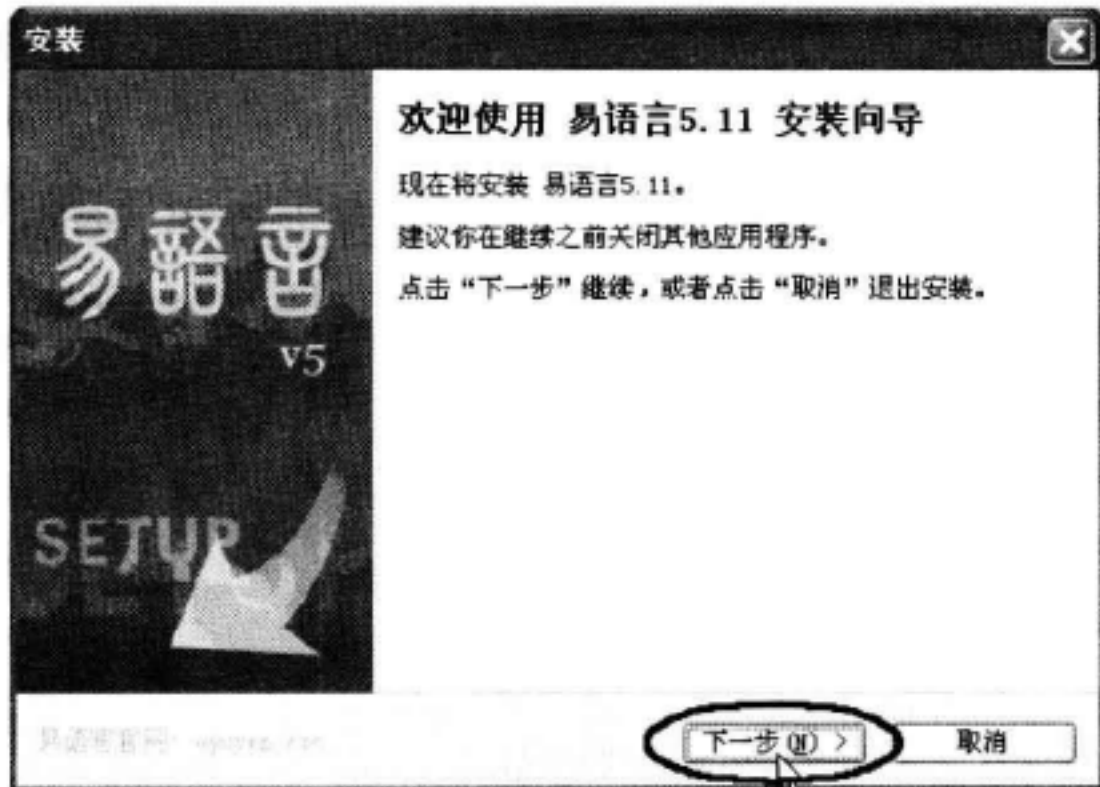 安装
欢迎使用 易语言5.11 安装向导
现在将安装 易语言5.11。
建议你在继续之前关闭其他应用程序。
点击“下一步”继续，或者点击“取消”退出安装。
易語言
v5
SETUP
下一步(N) >
取消